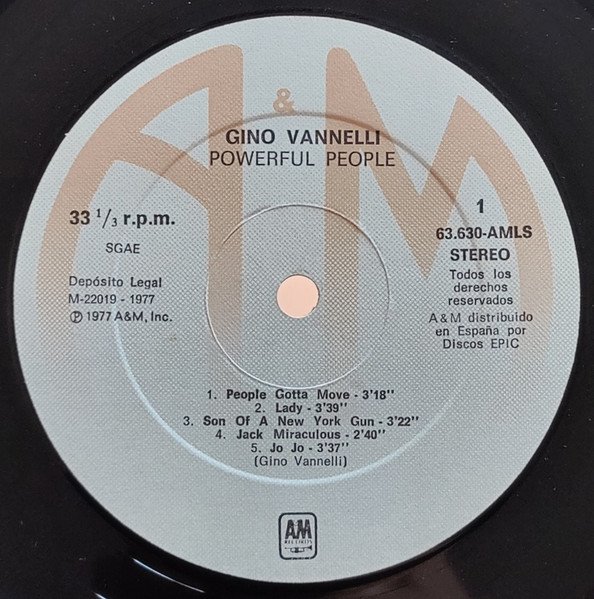 A&M
GINO VANNELLI
POWERFUL PEOPLE
33 1/3 r.p.m.
SGAE
Depósito Legal
M-22019 - 1977
Ⓟ 1977 A&M, Inc.
1
63.630-AMLS
STEREO
Todos los
derechos
reservados
A & M distribuido
en España por
Discos EPIC
1. People Gotta Move - 3'18''
2. Lady - 3'39''
3. Son Of A New York Gun - 3'22''
4. Jack Miraculous - 2'40''
5. Jo Jo - 3'37''
(Gino Vannelli)
AM
RECORDS